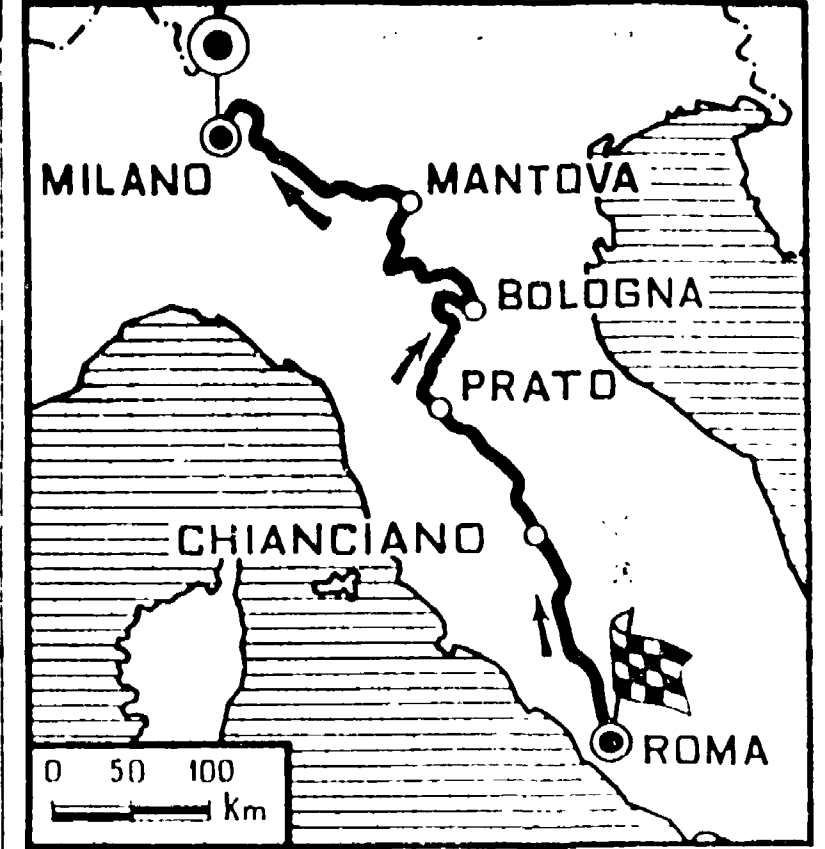 MILANO
MANTOVA
BOLOGNA
PRATO
CHIANCIANO
ROMA
0 50 100
Km